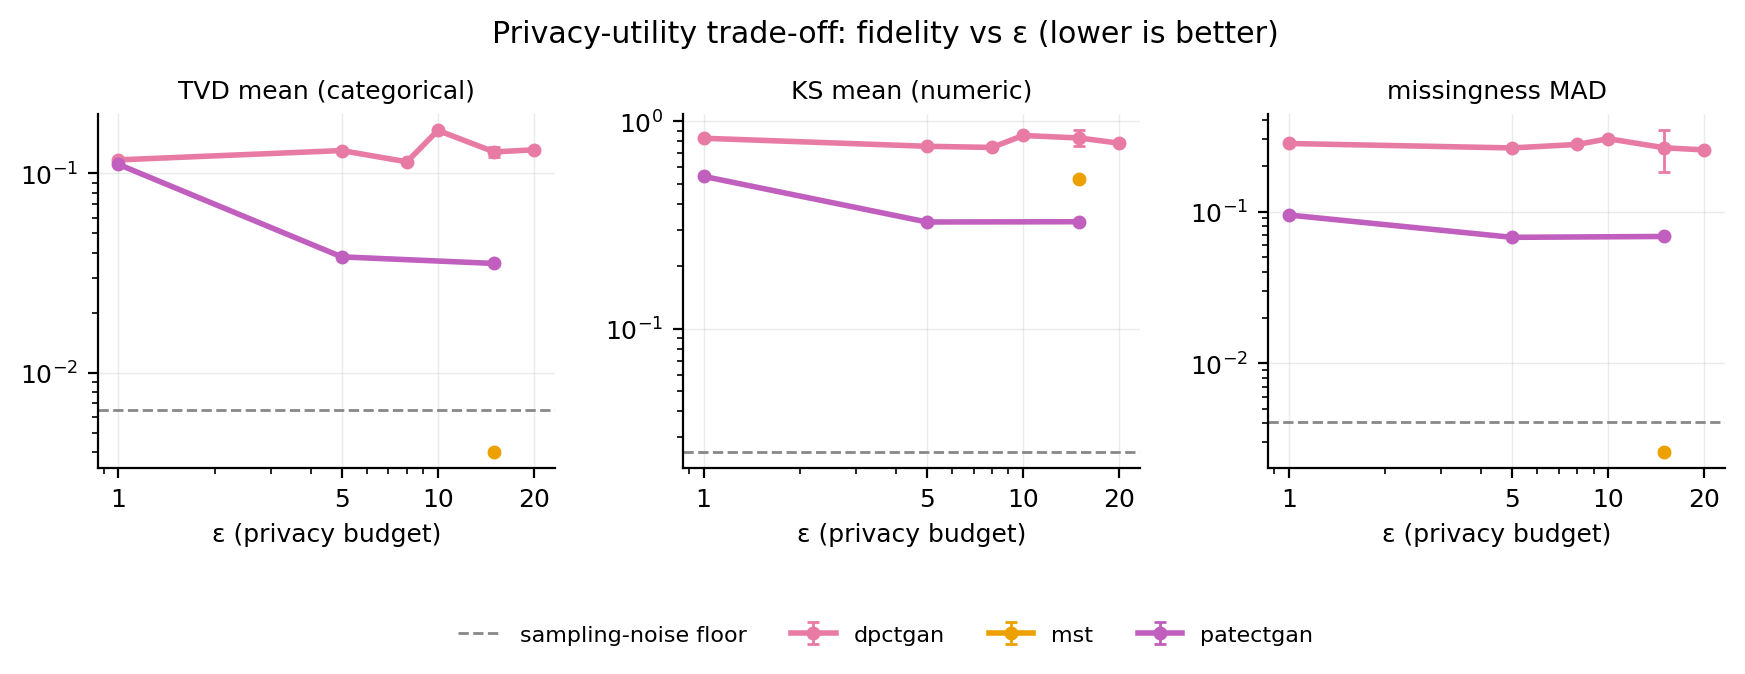 Privacy-utility trade-off: fidelity vs ε (lower is better)
TVD mean (categorical)
10⁻¹
10⁻²
1 5 10 20
ε (privacy budget)
KS mean (numeric)
10⁰
10⁻¹
1 5 10 20
ε (privacy budget)
missingness MAD
10⁻¹
10⁻²
1 5 10 20
ε (privacy budget)
sampling-noise floor dpctgan mst patectgan